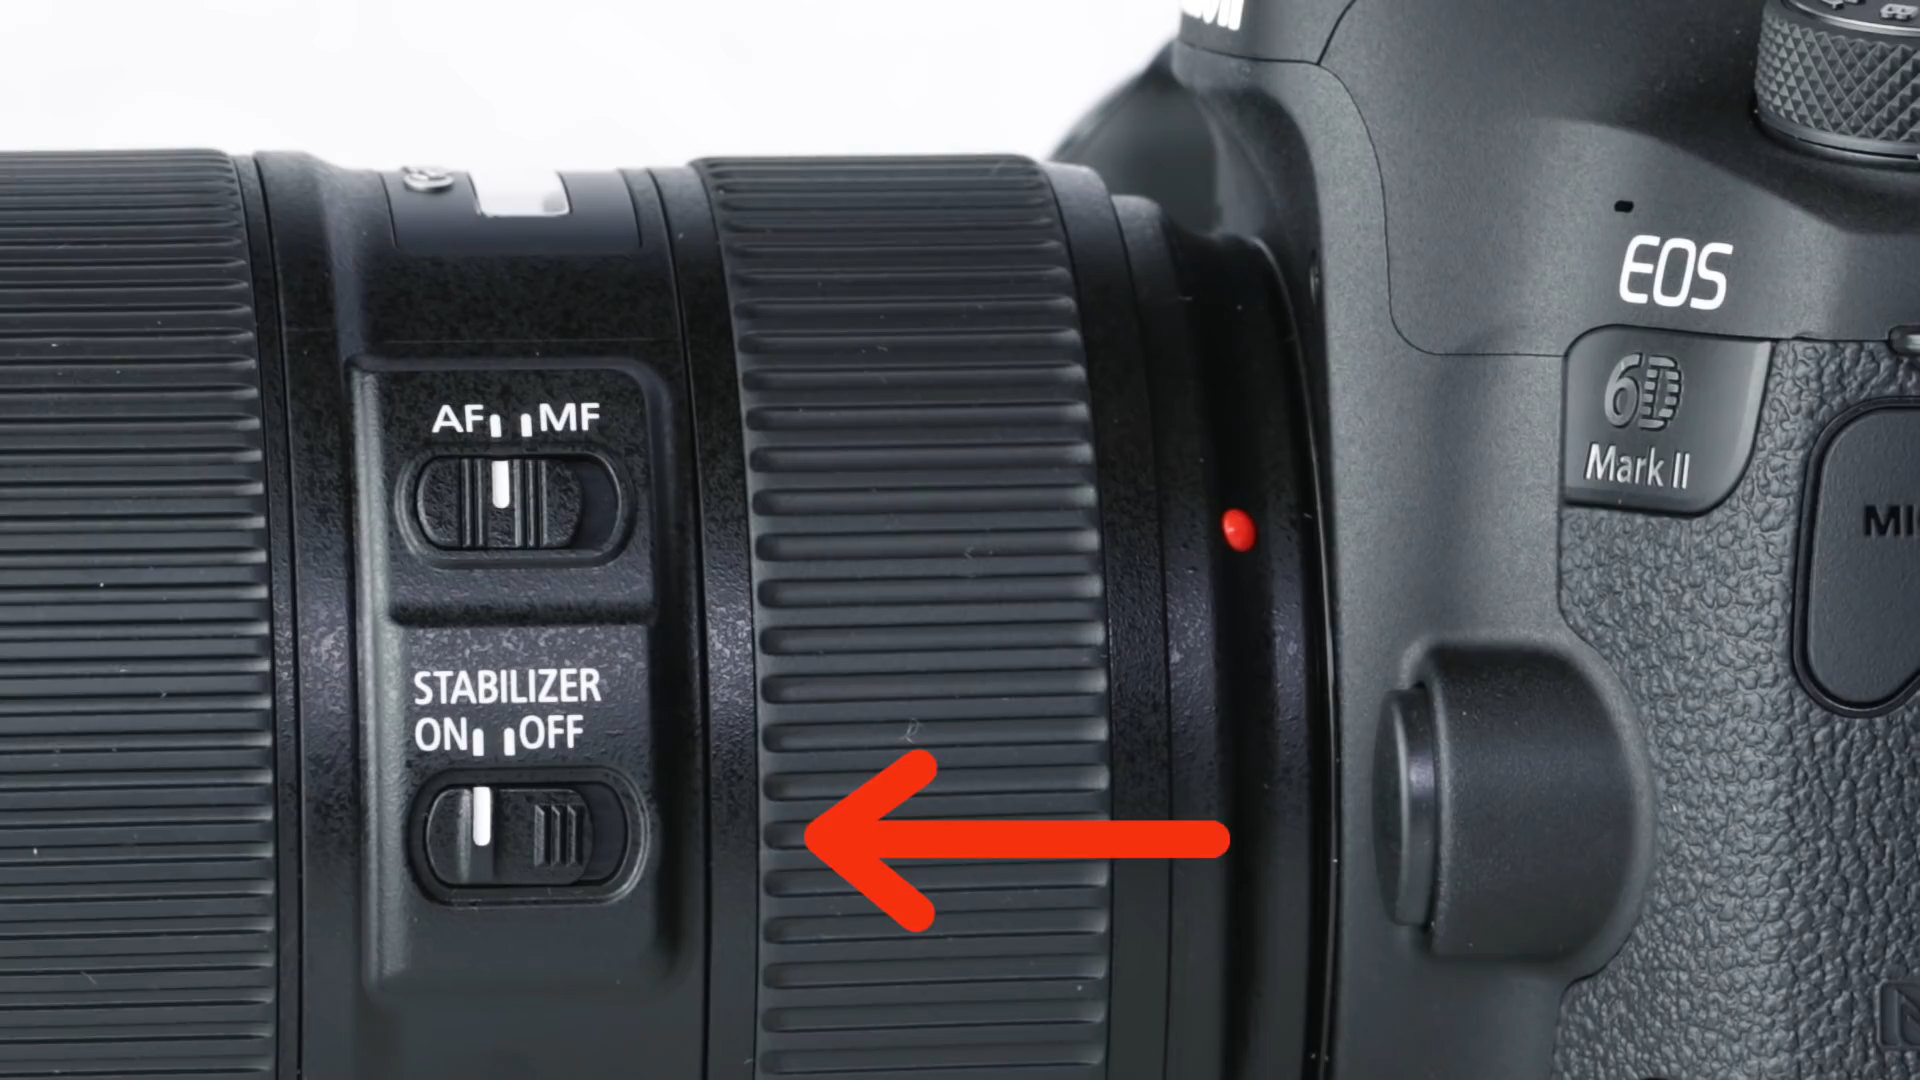 EOS
6D
Mark II
AF MF
STABILIZER
ON OFF